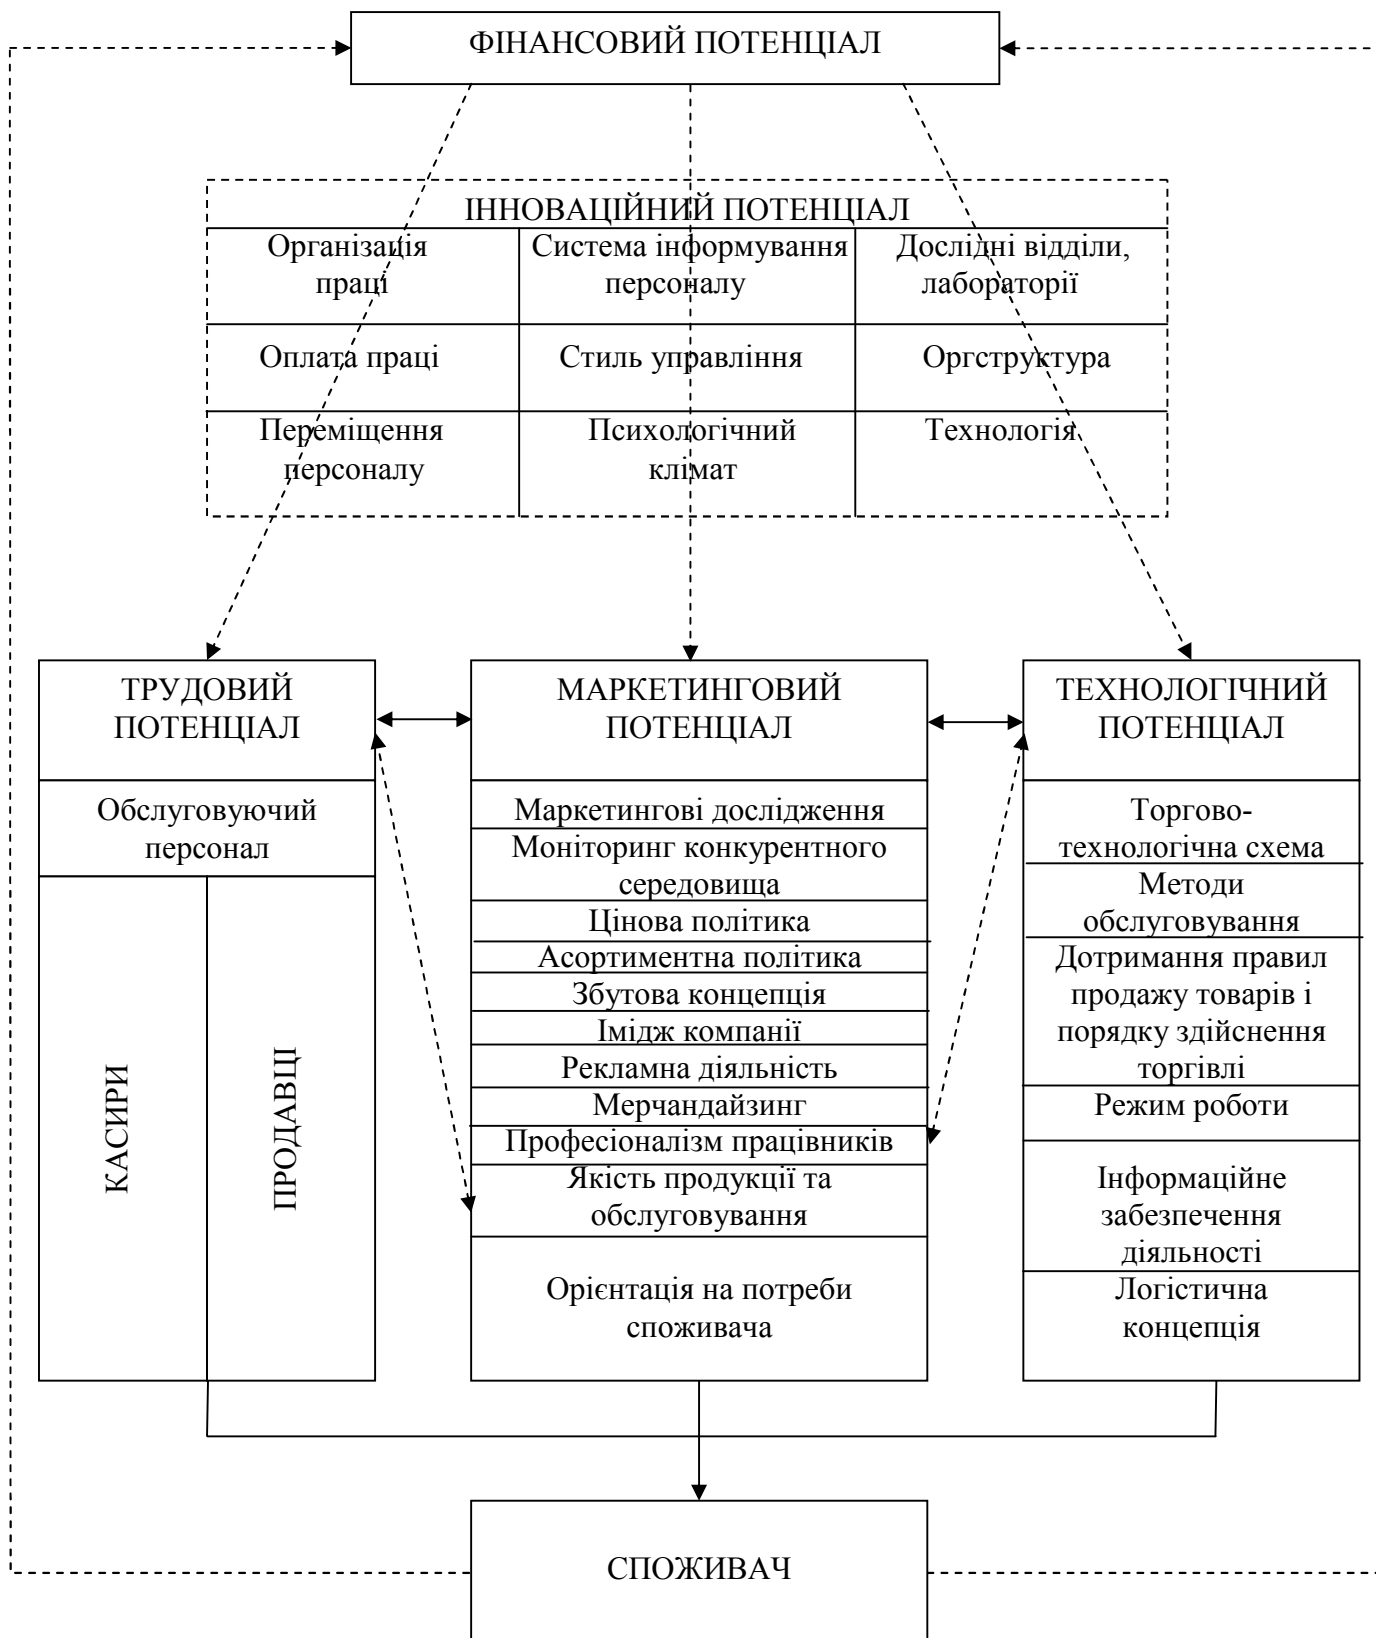 ФІНАНСОВИЙ ПОТЕНЦІАЛ
ІННОВАЦІЙНИЙ ПОТЕНЦІАЛ
Організація
праці
Система інформування
персоналу
Дослідні відділи,
лабораторії
Оплата праці
Стиль управління
Оргструктура
Переміщення
персоналу
Психологічний
клімат
Технологія
ТРУДОВИЙ
ПОТЕНЦІАЛ
Обслуговуючий
персонал
КАСИРИ
ПРОДАВЦІ
МАРКЕТИНГОВИЙ
ПОТЕНЦІАЛ
Маркетингові дослідження
Моніторинг конкурентного
середовища
Цінова політика
Асортиментна політика
Збутова концепція
Імідж компанії
Рекламна діяльність
Мерчандайзинг
Професіоналізм працівників
Якість продукції та
обслуговування
Орієнтація на потреби
споживача
ТЕХНОЛОГІЧНИЙ
ПОТЕНЦІАЛ
Торгово-
технологічна схема
Методи
обслуговування
Дотримання правил
продажу товарів і
порядку здійснення
торгівлі
Режим роботи
Інформаційне
забезпечення
діяльності
Логістична
концепція
СПОЖИВАЧ